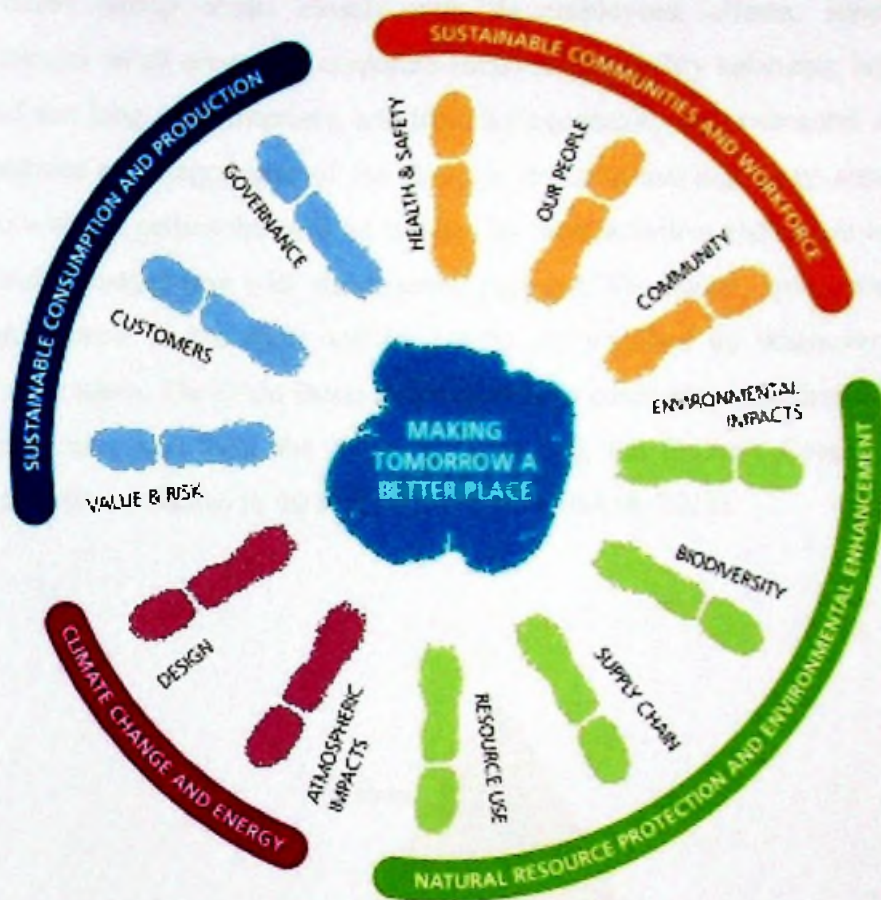 SUSTAINABLE CONSUMPTION AND PRODUCTION
SUSTAINABLE COMMUNITIES AND WORKFORCE
GOVERNANCE
HEALTH & SAFETY
OUR PEOPLE
COMMUNITY
CUSTOMERS
ENVIRONMENTAL
IMPACTS
MAKING
TOMORROW A
BETTER PLACE
VALUE & RISK
BIODIVERSITY
DESIGN
SUPPLY CHAIN
ATMOSPHERIC
IMPACTS
RESOURCE USE
CLIMATE CHANGE AND ENERGY
NATURAL RESOURCE PROTECTION AND ENVIRONMENTAL ENHANCEMENT